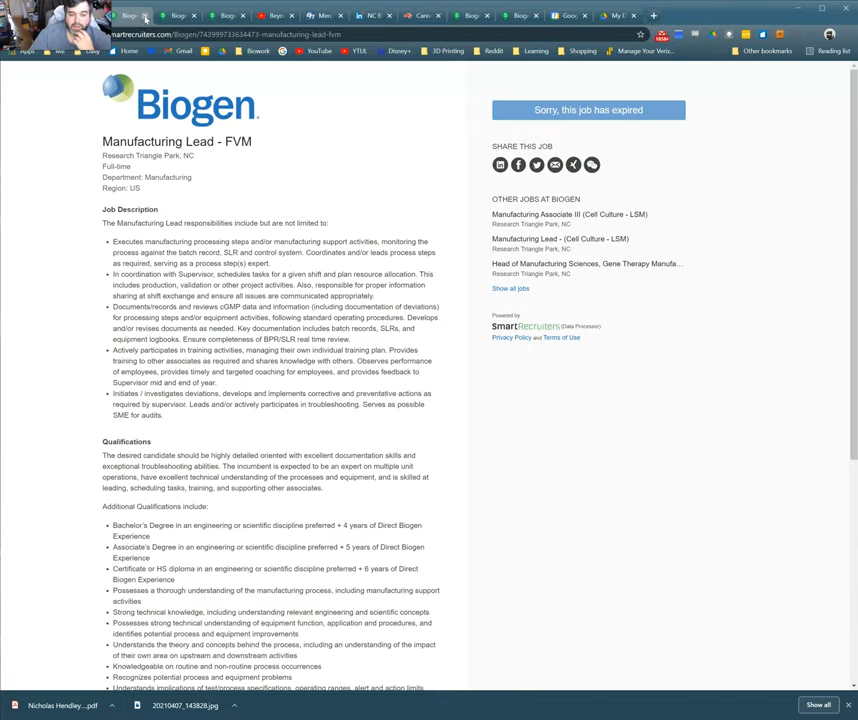 Biogen
Biogen
Biog
Beyo
Merc
NC B
Caree
Bioge
Bioge
Goog
My D
martrecruiters.com/Biogen/743999733634473-manufacturing-lead-fvm
Apps
Me
Daily
Home
Gmail
Biowork
YouTube
YTUL
Disney+
3D Printing
Reddit
Learning
Shopping
Manage Your Veriz...
Other bookmarks
Reading list
Biogen.
Manufacturing Lead - FVM
Research Triangle Park, NC
Full-time
Department: Manufacturing
Region: US
Job Description
The Manufacturing Lead responsibilities include but are not limited to:
• Executes manufacturing processing steps and/or manufacturing support activities, monitoring the
process against the batch record, SLR and control system. Coordinates and/or leads process steps
as required, serving as a process step(s) expert.
• In coordination with Supervisor, schedules tasks for a given shift and plan resource allocation. This
includes production, validation or other project activities. Also, responsible for proper information
sharing at shift exchange and ensure all issues are communicated appropriately.
• Documents/records and reviews cGMP data and information (including documentation of deviations)
for processing steps and/or equipment activities, following standard operating procedures. Develops
and/or revises documents as needed. Key documentation includes batch records, SLRs, and
equipment logbooks. Ensure completeness of BPR/SLR real time review.
• Actively participates in training activities, managing their own individual training plan. Provides
training to other associates as required and shares knowledge with others. Observes performance
of employees, provides timely and targeted coaching for employees, and provides feedback to
Supervisor mid and end of year.
• Initiates / investigates deviations, develops and implements corrective and preventative actions as
required by supervisor. Leads and/or actively participates in troubleshooting. Serves as possible
SME for audits.
Qualifications
The desired candidate should be highly detailed oriented with excellent documentation skills and
exceptional troubleshooting abilities. The incumbent is expected to be an expert on multiple unit
operations, have excellent technical understanding of the processes and equipment, and is skilled at
leading, scheduling tasks, training, and supporting other associates.
Additional Qualifications include:
• Bachelor's Degree in an engineering or scientific discipline preferred + 4 years of Direct Biogen
Experience
• Associate's Degree in an engineering or scientific discipline preferred + 5 years of Direct Biogen
Experience
• Certificate or HS diploma in an engineering or scientific discipline preferred + 6 years of Direct
Biogen Experience
• Possesses a thorough understanding of the manufacturing process, including manufacturing support
activities
• Strong technical knowledge, including understanding relevant engineering and scientific concepts
• Possesses strong technical understanding of equipment function, application and procedures, and
identifies potential process and equipment improvements
• Understands the theory and concepts behind the process, including an understanding of the impact
of their own area on upstream and downstream activities
• Knowledgeable on routine and non-routine process occurrences
• Recognizes potential process and equipment problems
• Understands implications of test/process specifications, operating ranges, alert and action limits
Sorry, this job has expired
SHARE THIS JOB
OTHER JOBS AT BIOGEN
Manufacturing Associate III (Cell Culture - LSM)
Research Triangle Park, NC
Manufacturing Lead - (Cell Culture - LSM)
Research Triangle Park, NC
Head of Manufacturing Sciences, Gene Therapy Manufa...
Research Triangle Park, NC
Show all jobs
Powered by
SmartRecruiters (Data Processor)
Privacy Policy and Terms of Use
Nicholas Hendley....pdf
20210407_143828.jpg
Show all